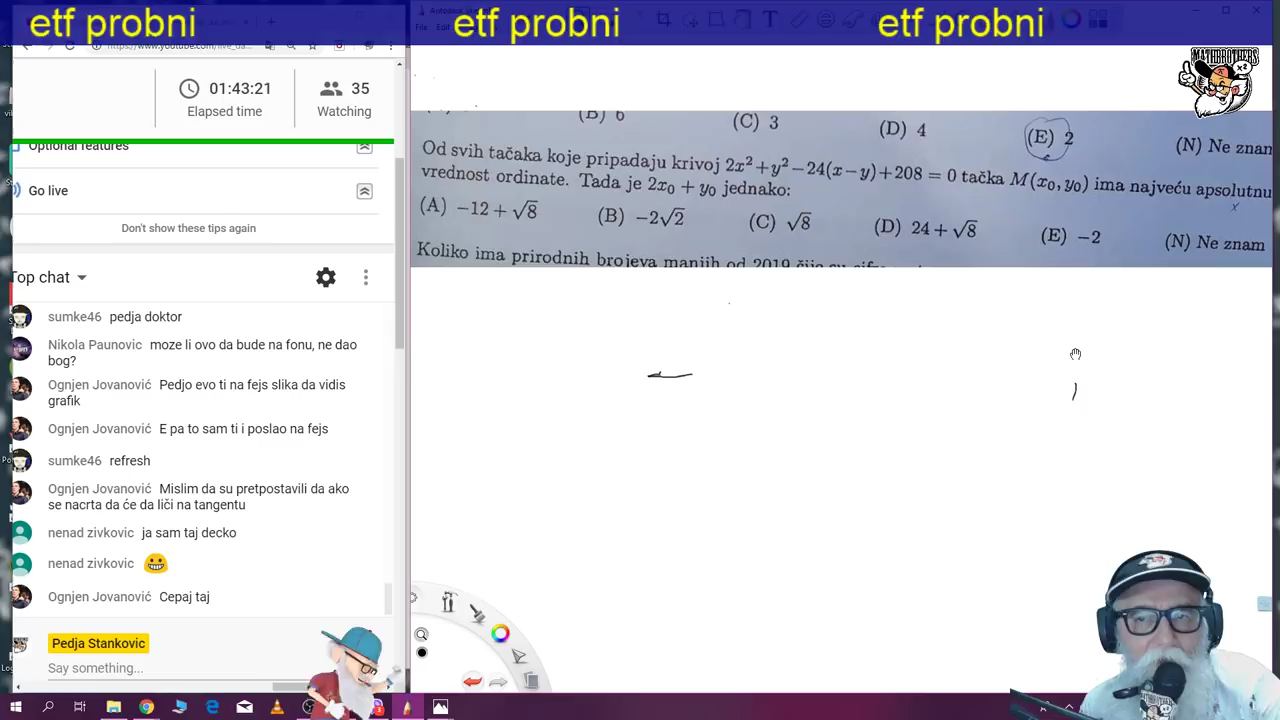 etf probni
etf probni
etf probni
01:43:21
Elapsed time
35
Watching
Optional features
Go live
Don't show these tips again
Top chat
sumke46 pedja doktor
Nikola Paunovic moze li ovo da bude na fonu, ne dao
bog?
Ognjen Jovanović Pedjo evo ti na fejs slika da vidis
grafik
Ognjen Jovanović E pa to sam ti i poslao na fejs
sumke46 refresh
Ognjen Jovanović Mislim da su pretpostavili da ako
se nacrta da će da liči na tangentu
nenad zivkovic ja sam taj decko
nenad zivkovic
Ognjen Jovanović Cepaj taj
Pedja Stankovic
Say something...
MATHBROTHERS
(B) 6 (C) 3 (D) 4 (E) 2 (N) Ne znan
Od svih tačaka koje pripadaju krivoj 2x²+y²−24(x−y)+208 = 0 tačka M(x₀, y₀) ima najveću apsolutnu
vrednost ordinate. Tada je 2x₀ + y₀ jednako:
(A) −12 + √8 (B) −2√2 (C) √8 (D) 24 + √8 (E) −2 (N) Ne znam
Koliko ima prirodnih brojeva manjih od 2019 čije su cifre